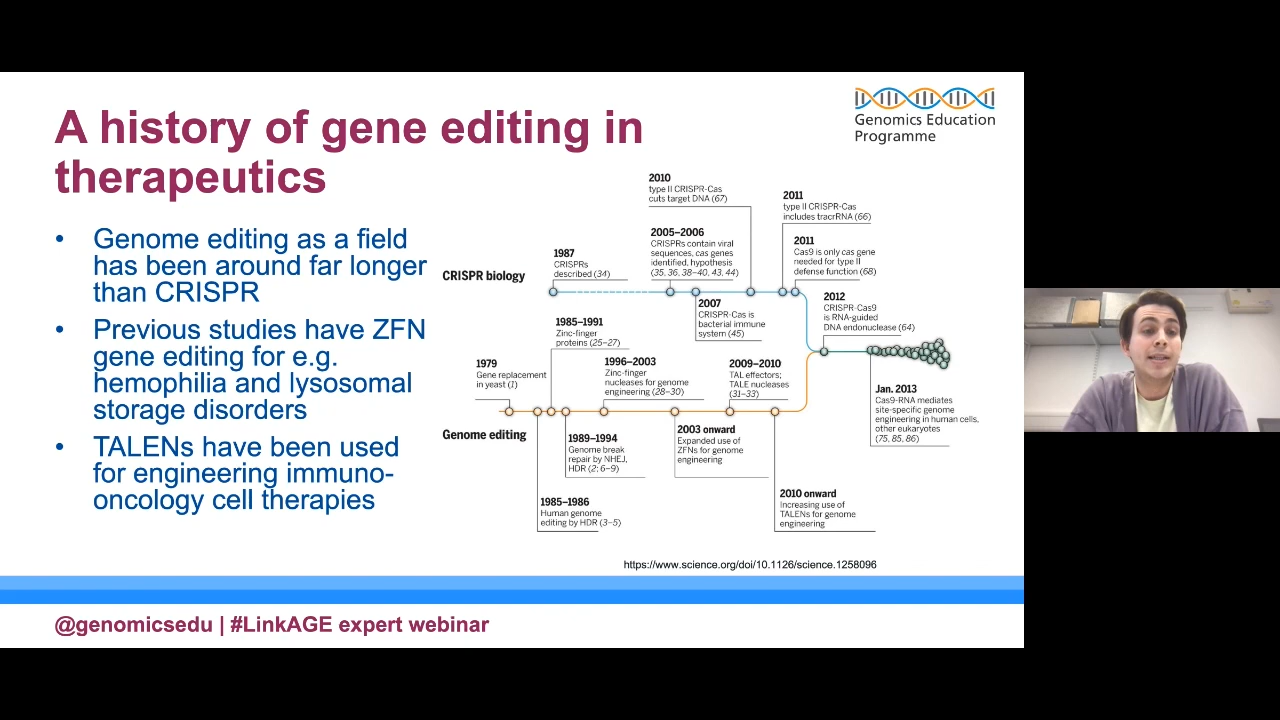 A history of gene editing in
therapeutics
Genomics Education
Programme
• Genome editing as a field
has been around far longer
than CRISPR
• Previous studies have ZFN
gene editing for e.g.
hemophilia and lysosomal
storage disorders
• TALENs have been used
for engineering immuno-
oncology cell therapies
CRISPR biology
1987
CRISPRs
described (34)
2005–2006
CRISPRs contain viral
sequences, cas genes
identified, hypothesis
(35, 36, 38–40, 43, 44)
2007
CRISPR-Cas is
bacterial immune
system (45)
2010
type II CRISPR-Cas
cuts target DNA (67)
2011
type II CRISPR-Cas
includes tracrRNA (66)
2011
Cas9 is only cas gene
needed for type II
defense function (68)
2012
CRISPR-Cas9
is RNA-guided
DNA endonuclease (64)
Jan. 2013
Cas9-RNA mediates
site-specific genome
engineering in human cells,
other eukaryotes
(75, 85, 86)
Genome editing
1979
Gene replacement
in yeast (1)
1985–1986
Human genome
editing by HDR (3–5)
1985–1991
Zinc-finger
proteins (25–27)
1989–1994
Genome break
repair by NHEJ,
HDR (2; 6–9)
1996–2003
Zinc-finger
nucleases for genome
engineering (28–30)
2003 onward
Expanded use of
ZFNs for genome
engineering
2009–2010
TAL effectors;
TALE nucleases
(31–33)
2010 onward
Increasing use of
TALENs for genome
engineering
https://www.science.org/doi/10.1126/science.1258096
@genomicsedu | #LinkAGE expert webinar